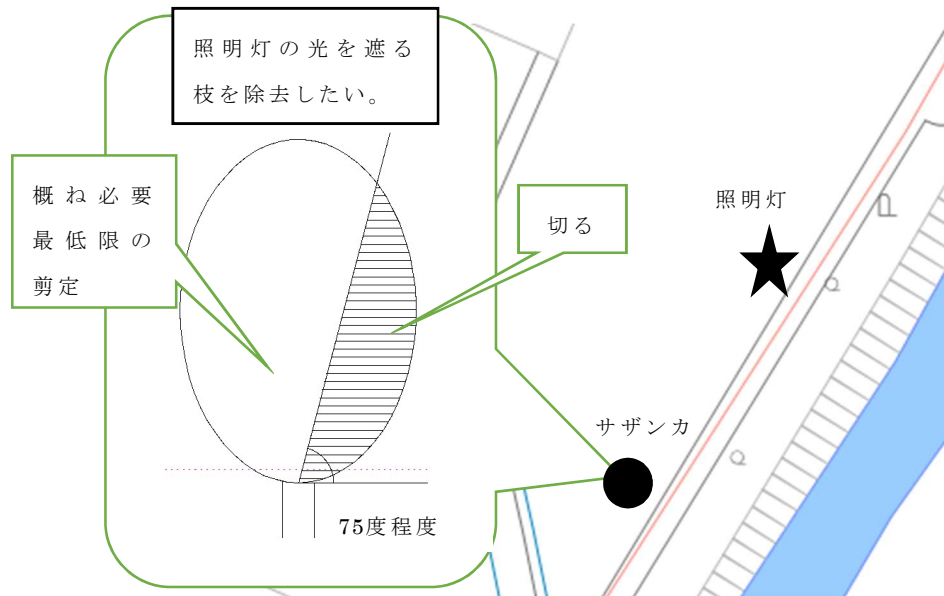 照明灯の光を遮る
枝を除去したい。
概ね必要
最低限の
剪定
切る
75度程度
照明灯
サザンカ